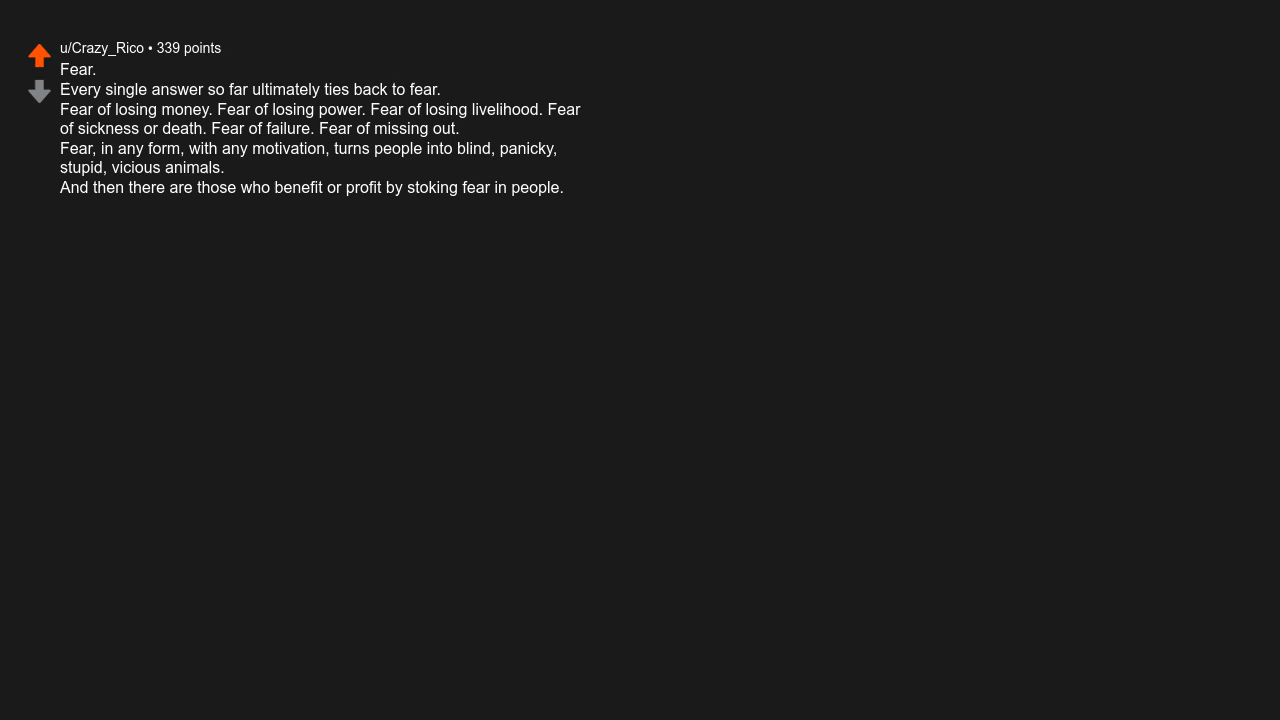 u/Crazy_Rico • 339 points
Fear.
Every single answer so far ultimately ties back to fear.
Fear of losing money. Fear of losing power. Fear of losing livelihood. Fear
of sickness or death. Fear of failure. Fear of missing out.
Fear, in any form, with any motivation, turns people into blind, panicky,
stupid, vicious animals.
And then there are those who benefit or profit by stoking fear in people.